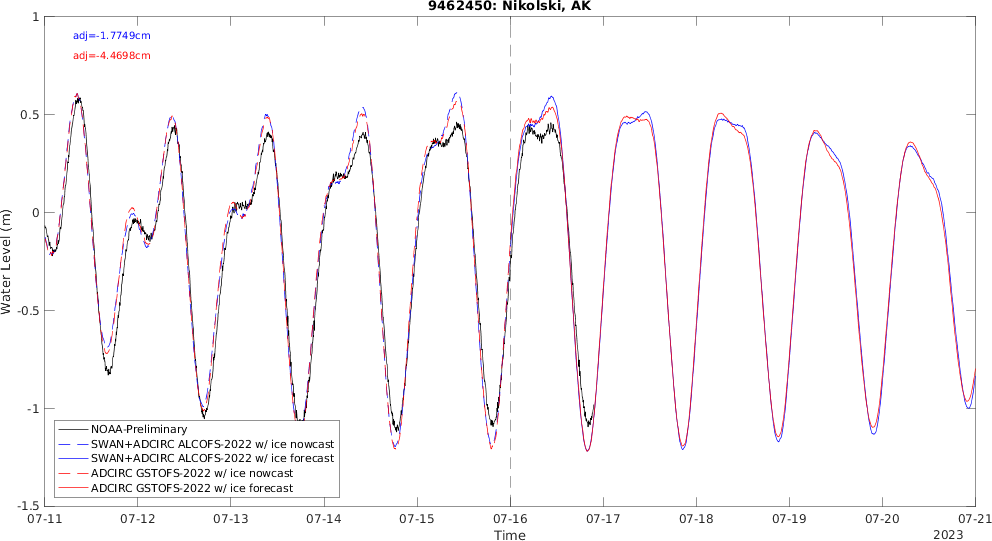 9462450: Nikolski, AK
adj=-1.7749cm
adj=-4.4698cm
Water Level (m)
1
0.5
0
-0.5
-1
-1.5
NOAA-Preliminary
SWAN+ADCIRC ALCOFS-2022 w/ ice nowcast
SWAN+ADCIRC ALCOFS-2022 w/ ice forecast
ADCIRC GSTOFS-2022 w/ ice nowcast
ADCIRC GSTOFS-2022 w/ ice forecast
07-11 07-12 07-13 07-14 07-15 07-16 07-17 07-18 07-19 07-20 07-21
Time
2023